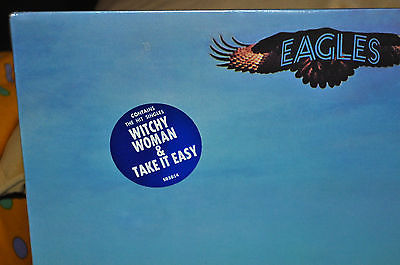 EAGLES
CONTAINS
THE HIT SINGLES
WITCHY
WOMAN
&
TAKE IT EASY